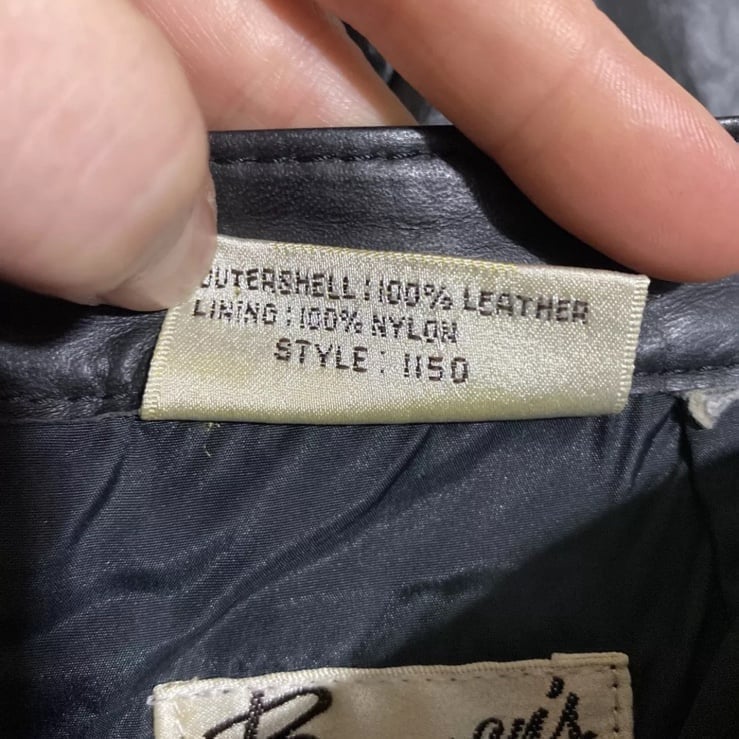 OUTERSHELL : 100% LEATHER
LINING : 100% NYLON
STYLE : 1150